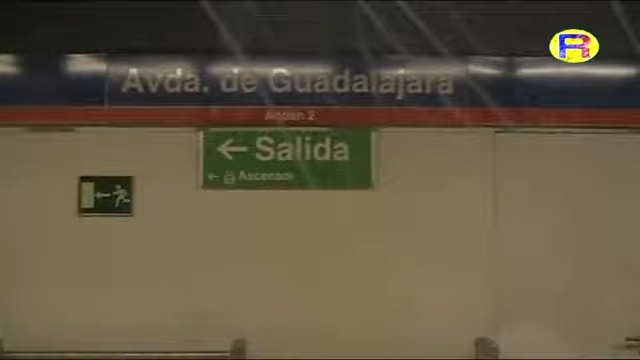 R
Avda. de Guadalajara
Andén 2
← Salida
← Ascensor